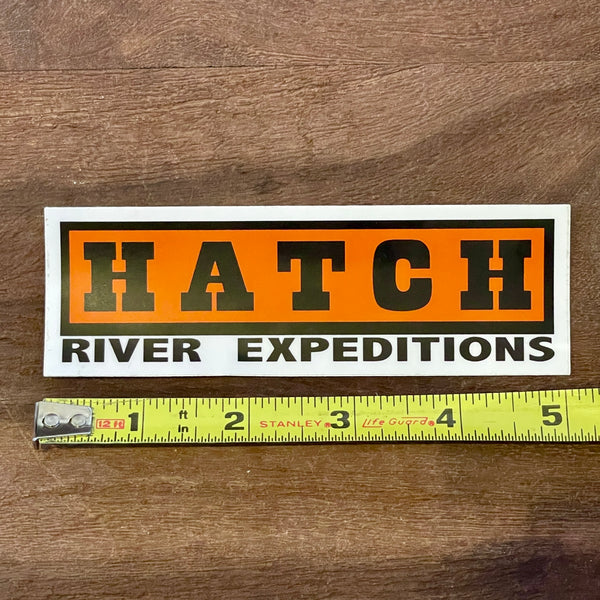 HATCH
RIVER EXPEDITIONS
12 ft 1 ft in 2 STANLEY® 3 Life Guard® 4 5